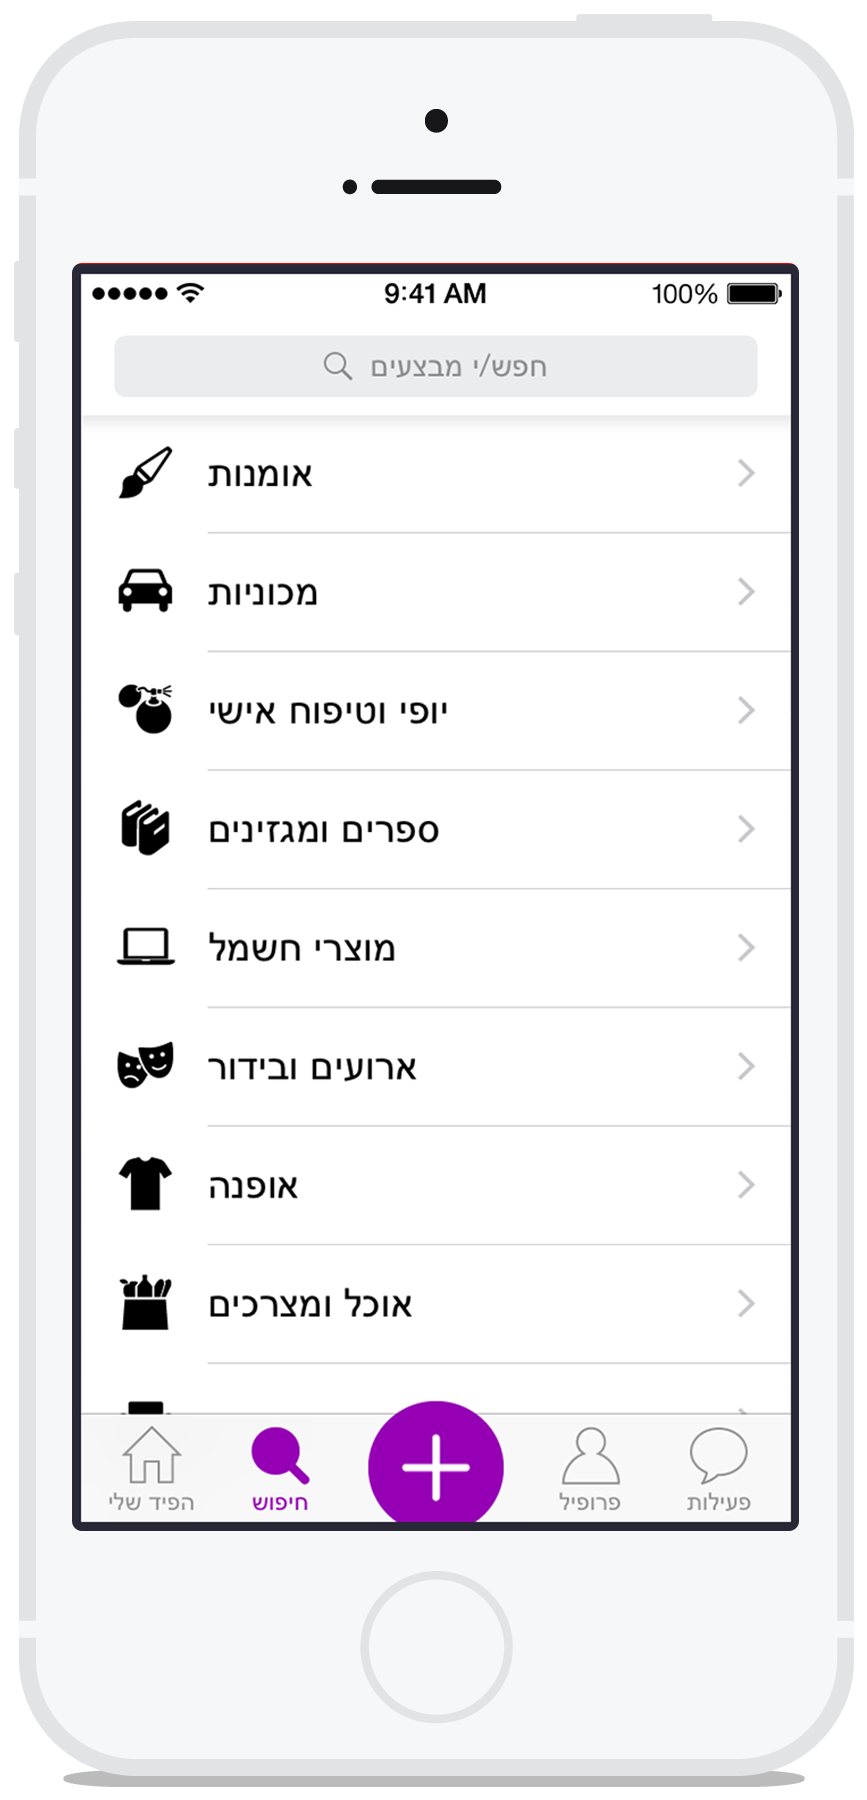 9:41 AM
100%
חפש/י מבצעים
אומנות
מכוניות
יופי וטיפוח אישי
ספרים ומגזינים
מוצרי חשמל
ארועים ובידור
אופנה
אוכל ומצרכים
הפיד שלי
חיפוש
פרופיל
פעילות